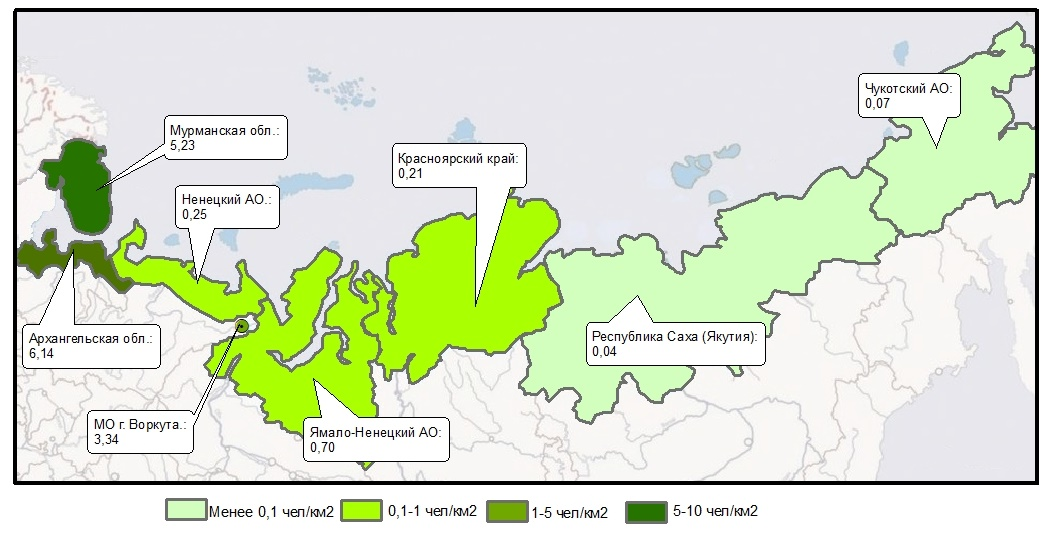 Чукотский АО:
0,07
Мурманская обл.:
5,23
Красноярский край:
0,21
Ненецкий АО.:
0,25
Архангельская обл.:
6,14
Республика Саха (Якутия):
0,04
МО г. Воркута.:
3,34
Ямало-Ненецкий АО:
0,70
Менее 0,1 чел/км2 0,1-1 чел/км2 1-5 чел/км2 5-10 чел/км2